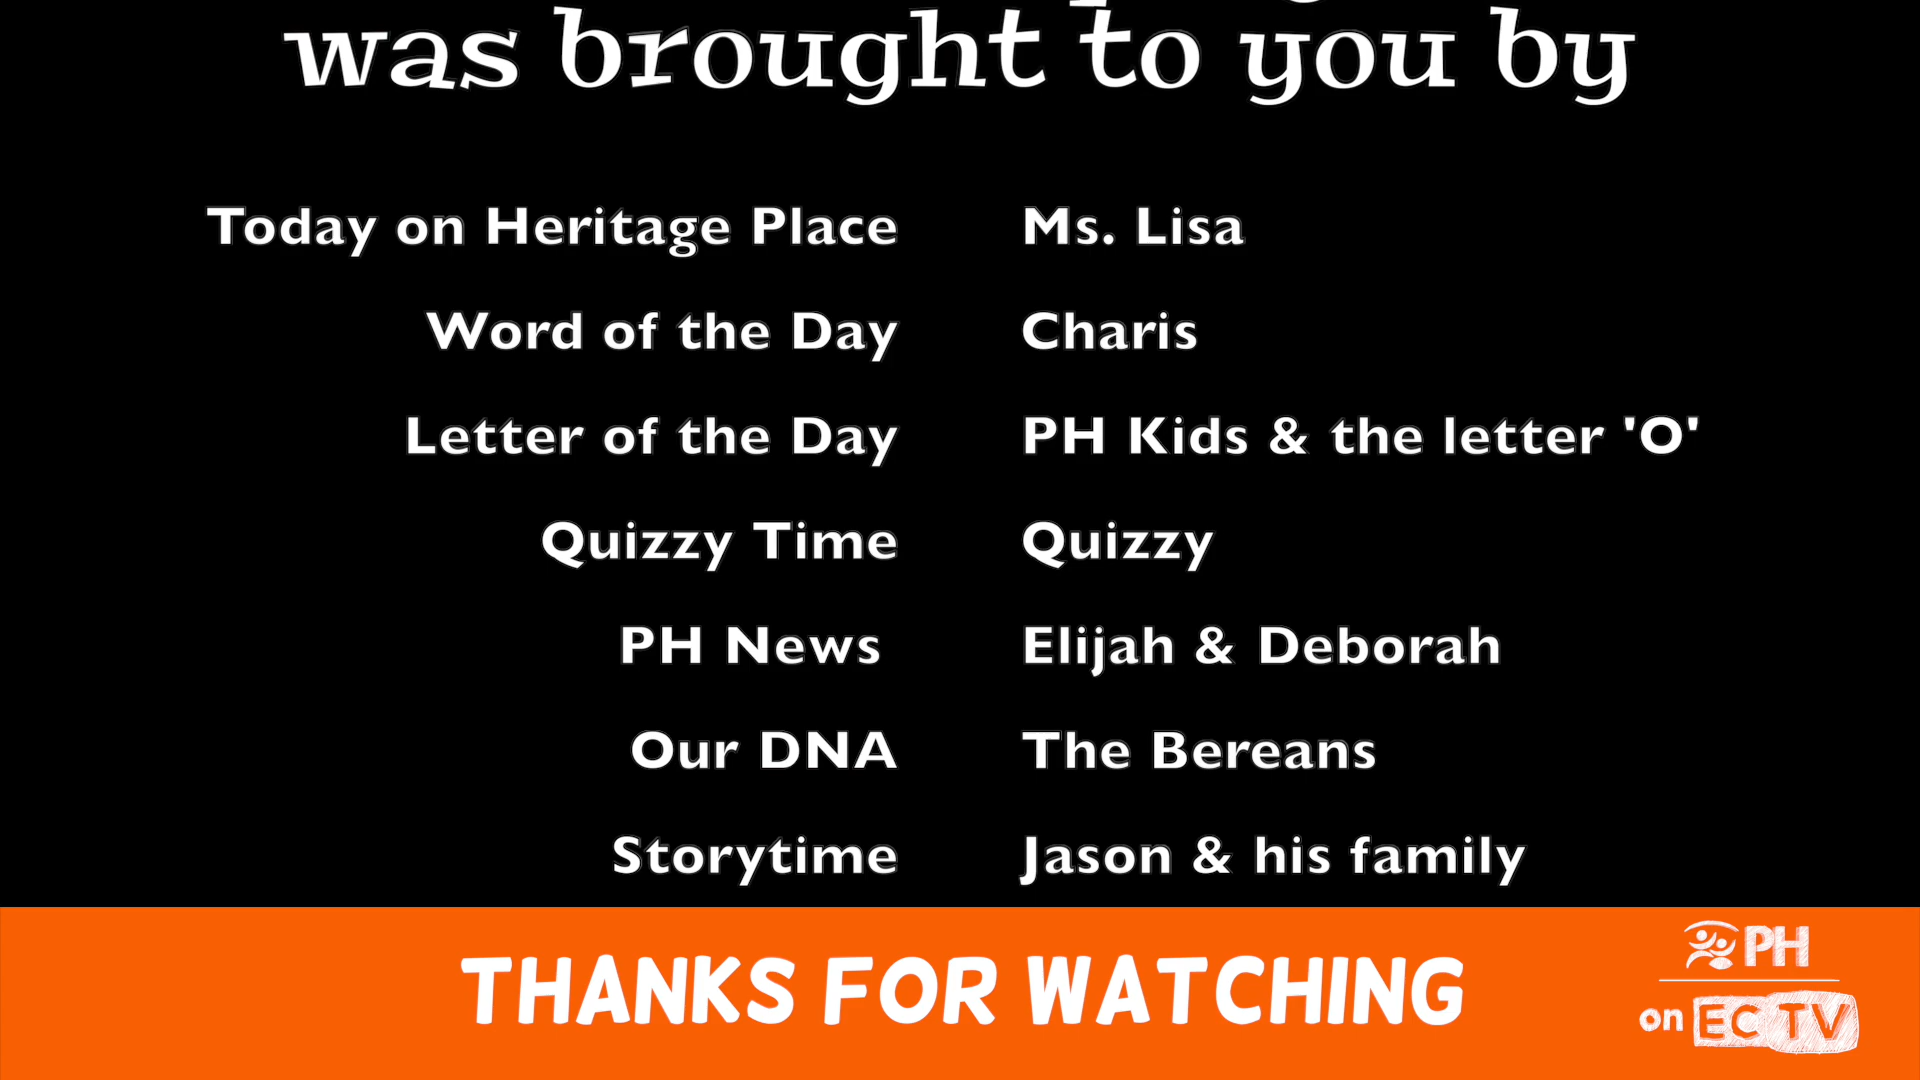 was brought to you by
Today on Heritage Place Ms. Lisa
Word of the Day Charis
Letter of the Day PH Kids & the letter 'O'
Quizzy Time Quizzy
PH News Elijah & Deborah
Our DNA The Bereans
Storytime Jason & his family
THANKS FOR WATCHING
PH
on EC TV